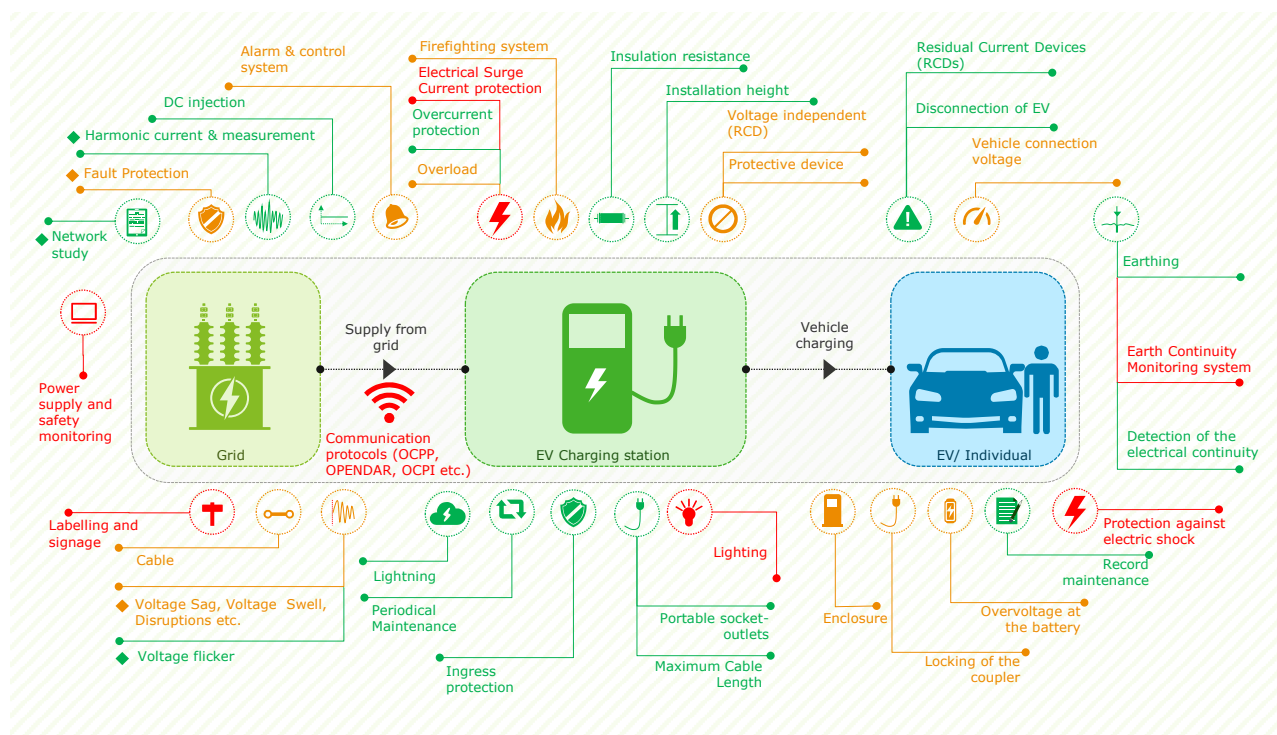 Alarm & control
system
Firefighting system
Electrical Surge
Current protection
Insulation resistance
Residual Current Devices
(RCDs)
DC injection
Overcurrent
protection
Installation height
Voltage independent
(RCD)
Disconnection of EV
Harmonic current & measurement
Fault Protection
Overload
Protective device
Vehicle connection
voltage
Network
study
Earthing
Power
supply and
safety
monitoring
Supply from
grid
Vehicle
charging
Earth Continuity
Monitoring system
Communication
protocols (OCPP,
OPENDAR, OCPI etc.)
Grid
EV Charging station
EV/ Individual
Detection of the
electrical continuity
Labelling and
signage
Cable
Voltage Sag, Voltage Swell,
Disruptions etc.
Voltage flicker
Lightning
Periodical
Maintenance
Ingress
protection
Lighting
Portable socket-
outlets
Maximum Cable
Length
Enclosure
Locking of the
coupler
Overvoltage at
the battery
Record
maintenance
Protection against
electric shock